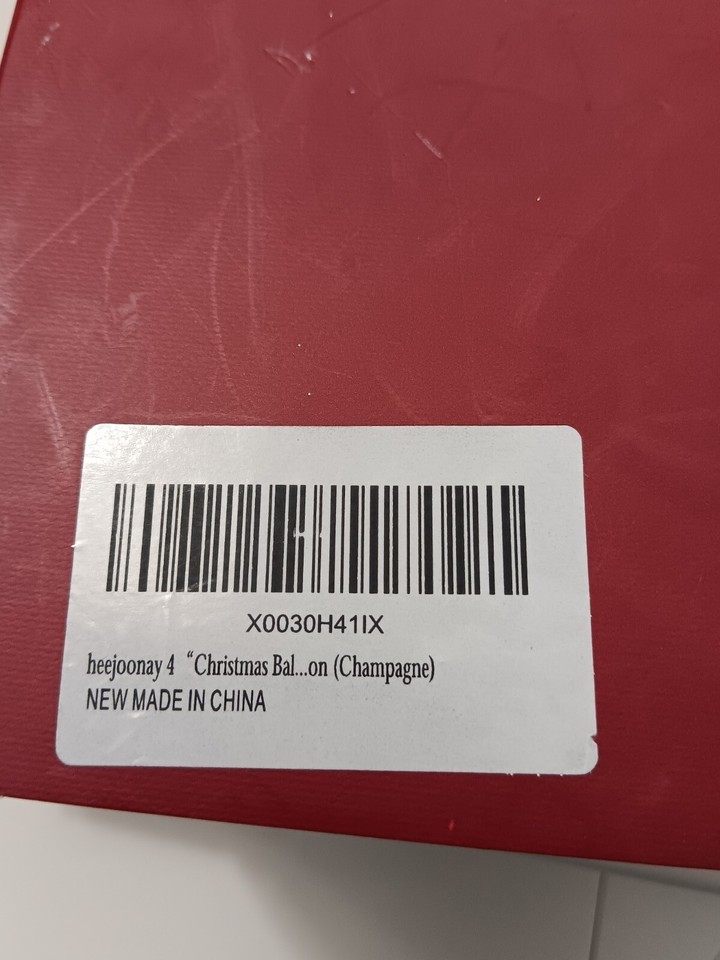 X0030H41IX
heejoonay 4 “Christmas Bal...on (Champagne)
NEW MADE IN CHINA